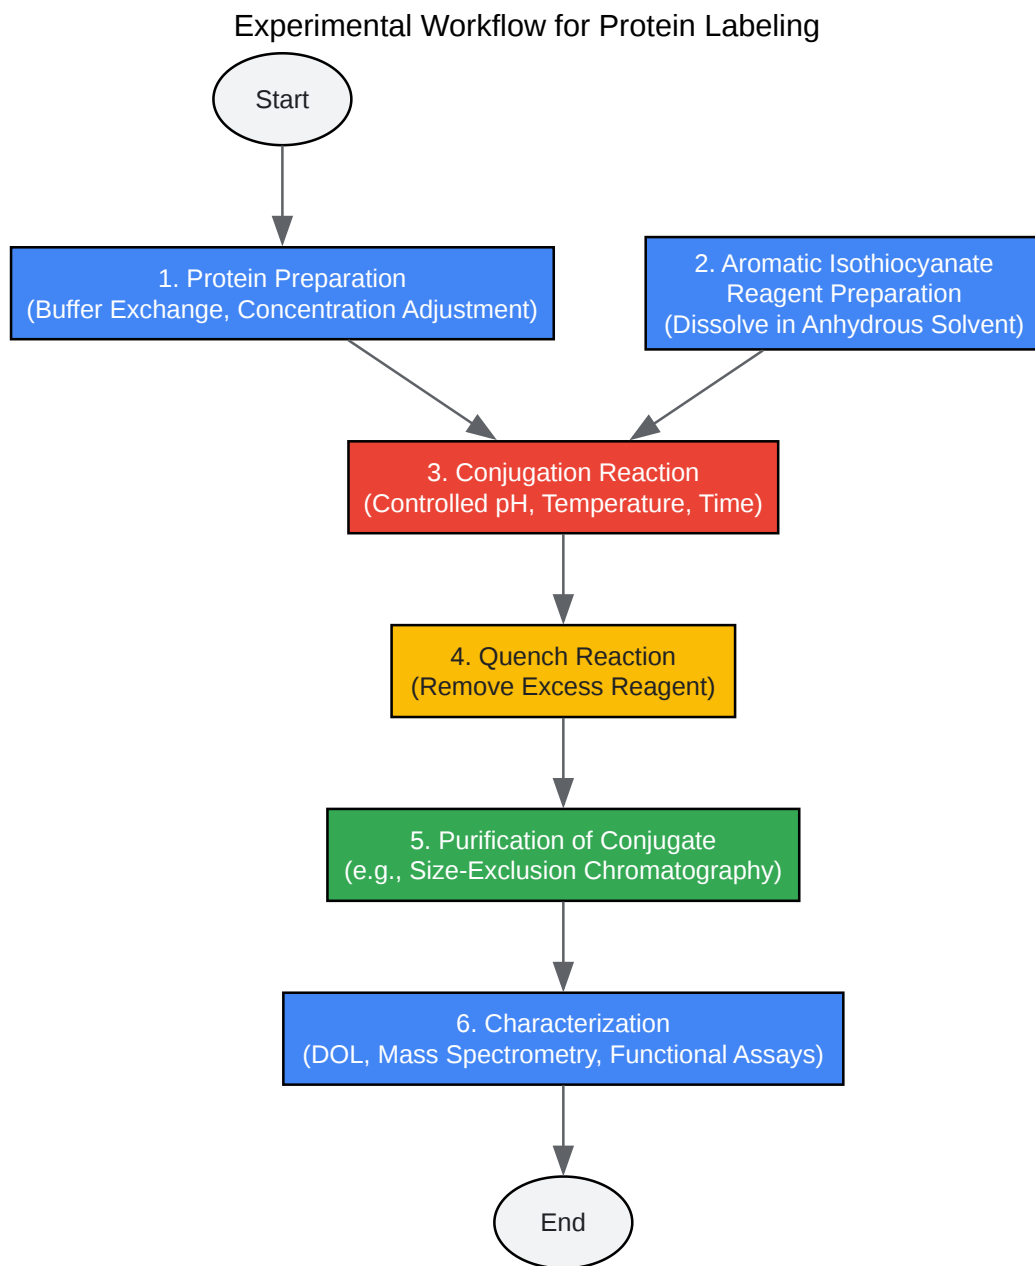 Experimental Workflow for Protein Labeling
Start
1. Protein Preparation
(Buffer Exchange, Concentration Adjustment)
2. Aromatic Isothiocyanate
Reagent Preparation
(Dissolve in Anhydrous Solvent)
3. Conjugation Reaction
(Controlled pH, Temperature, Time)
4. Quench Reaction
(Remove Excess Reagent)
5. Purification of Conjugate
(e.g., Size-Exclusion Chromatography)
6. Characterization
(DOL, Mass Spectrometry, Functional Assays)
End